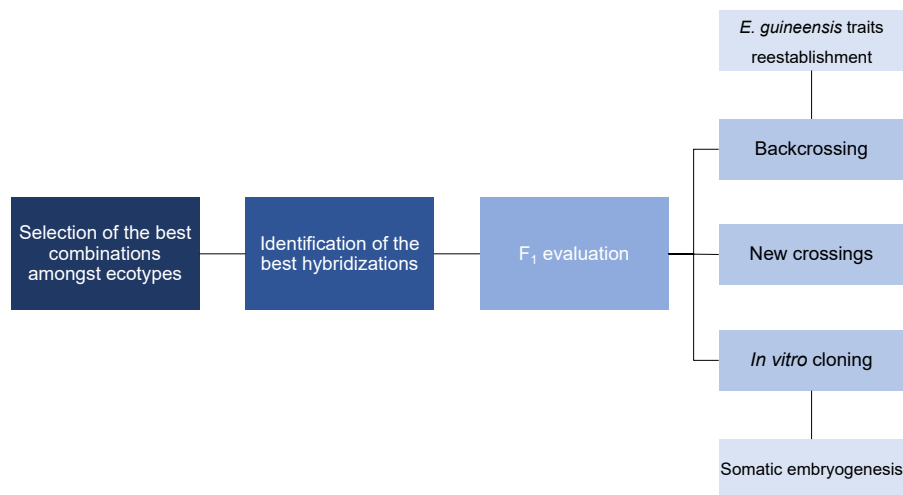 Selection of the best
combinations
amongst ecotypes
Identification of the
best hybridizations
F₁ evaluation
E. guineensis traits
reestablishment
Backcrossing
New crossings
In vitro cloning
Somatic embryogenesis